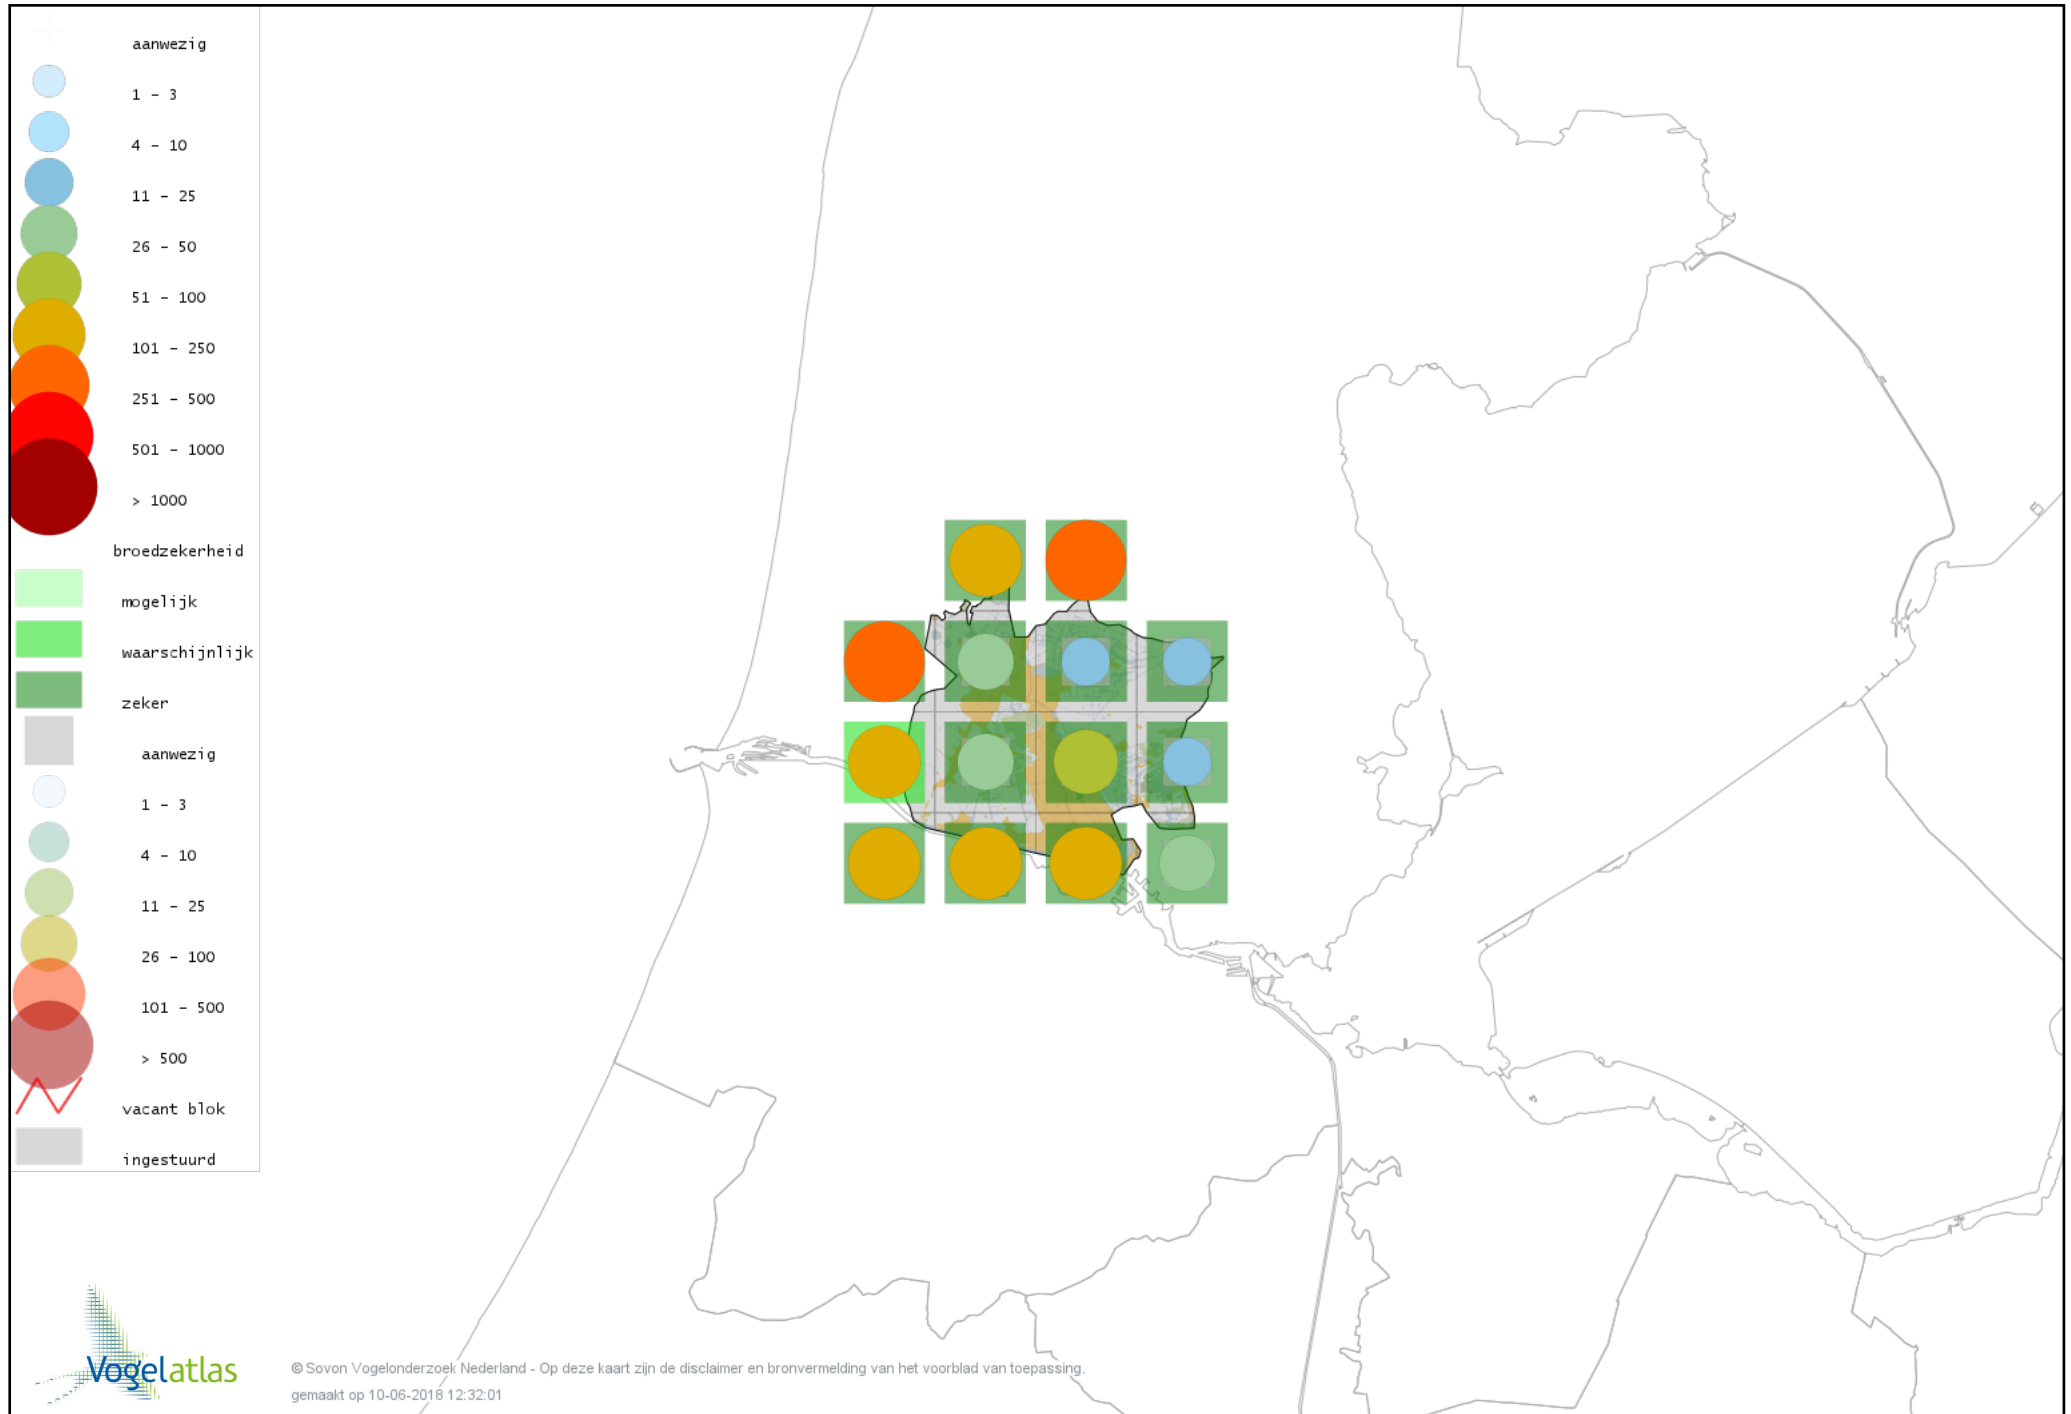 aanwezig
1 - 3
4 - 10
11 - 25
26 - 50
51 - 100
101 - 250
251 - 500
501 - 1000
> 1000
broedzekerheid
mogelijk
waarschijnlijk
zeker
aanwezig
1 - 3
4 - 10
11 - 25
26 - 100
101 - 500
> 500
vacant blok
ingestuurd
Vogelatlas
© Sovon Vogelonderzoek Nederland - Op deze kaart zijn de disclaimer en bronvermelding van het voorblad van toepassing.
gemaakt op 10-06-2018 12:32:01